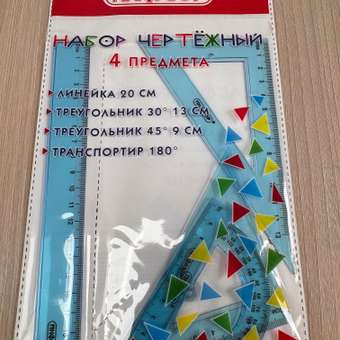 НАБОР ЧЕРТЁЖНЫЙ
4 ПРЕДМЕТА
ЛИНЕЙКА 20 СМ
ТРЕУГОЛЬНИК 30° 13 СМ
ТРЕУГОЛЬНИК 45° 9 СМ
ТРАНСПОРТИР 180°